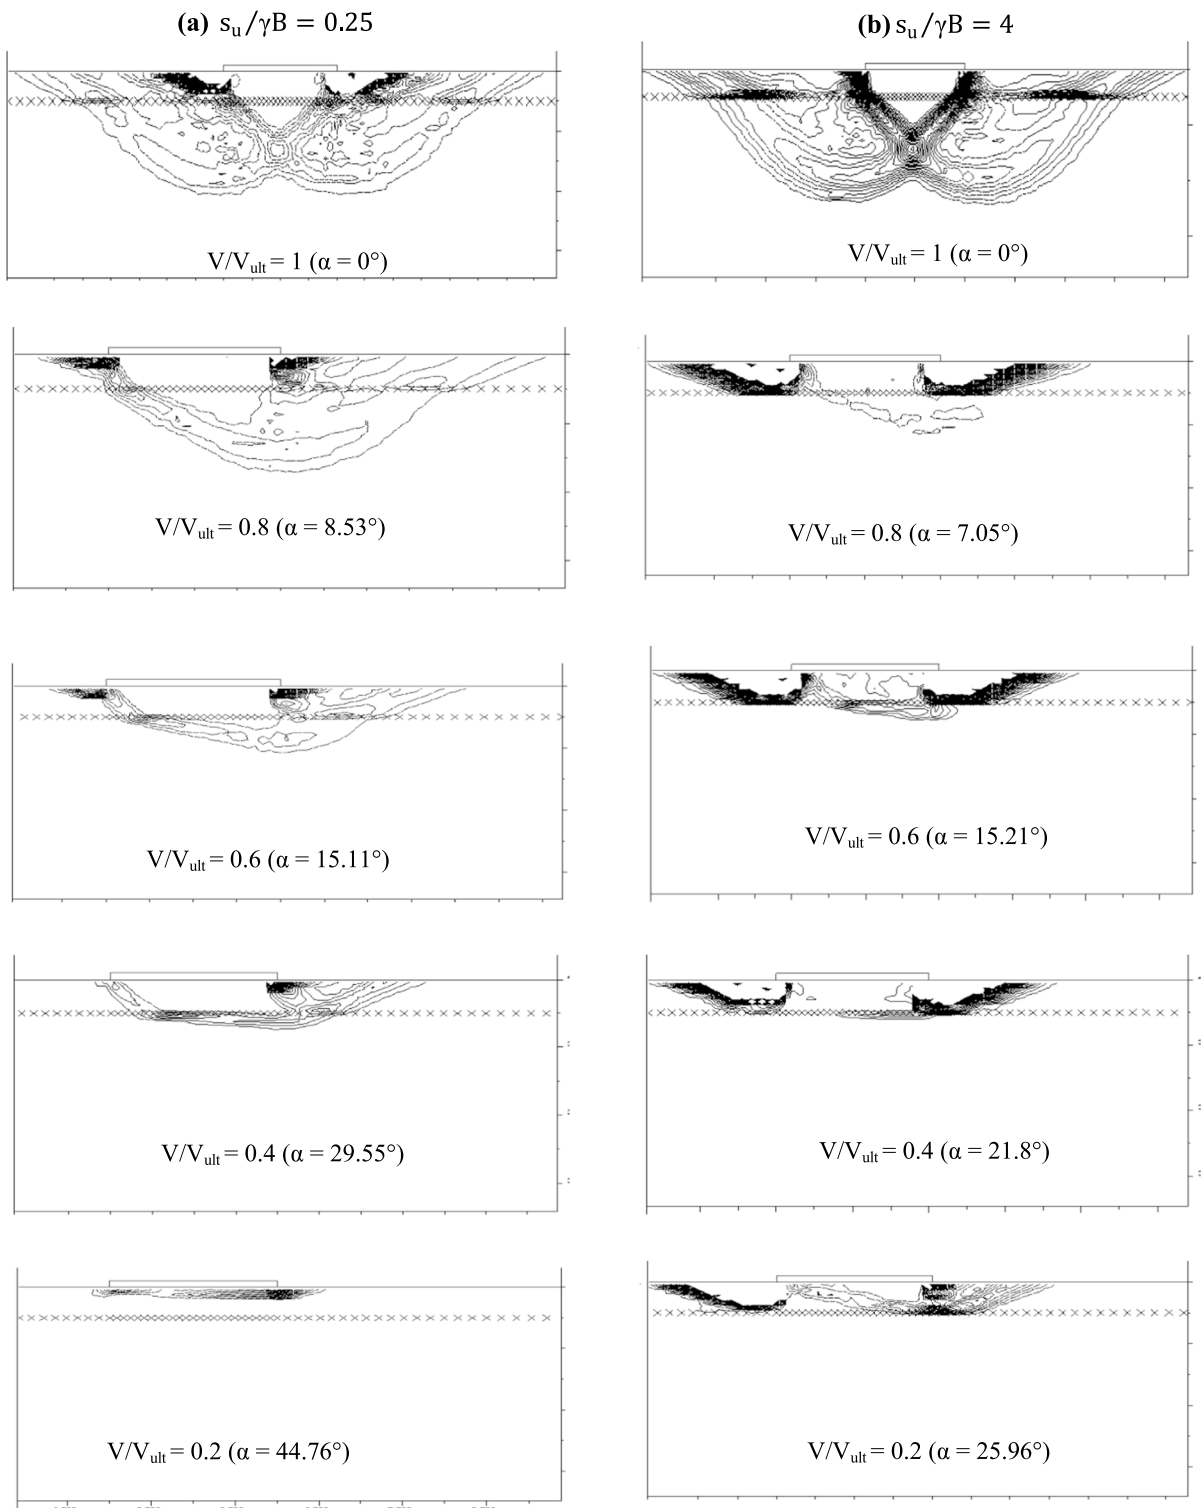 (a) sᵤ/γB = 0.25
(b) sᵤ/γB = 4
V/Vult = 1 (α = 0°)
V/Vult = 1 (α = 0°)
V/Vult = 0.8 (α = 8.53°)
V/Vult = 0.8 (α = 7.05°)
V/Vult = 0.6 (α = 15.11°)
V/Vult = 0.6 (α = 15.21°)
V/Vult = 0.4 (α = 29.55°)
V/Vult = 0.4 (α = 21.8°)
V/Vult = 0.2 (α = 44.76°)
V/Vult = 0.2 (α = 25.96°)